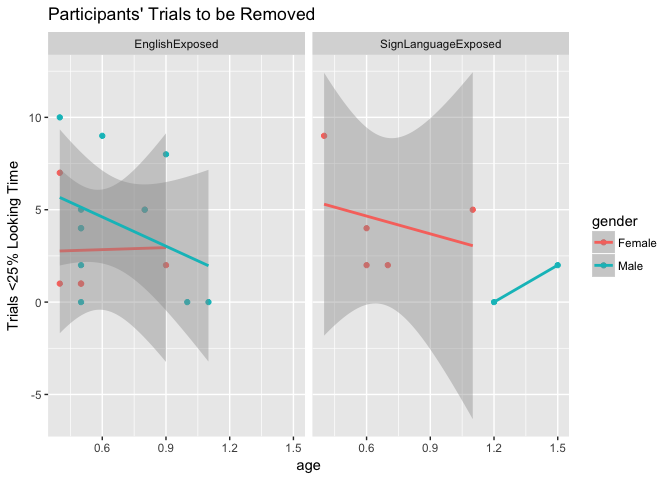 Participants' Trials to be Removed
EnglishExposed
SignLanguageExposed
Trials <25% Looking Time
10
5
0
-5
0.6
0.9
1.2
1.5
0.6
0.9
1.2
1.5
age
gender
Female
Male